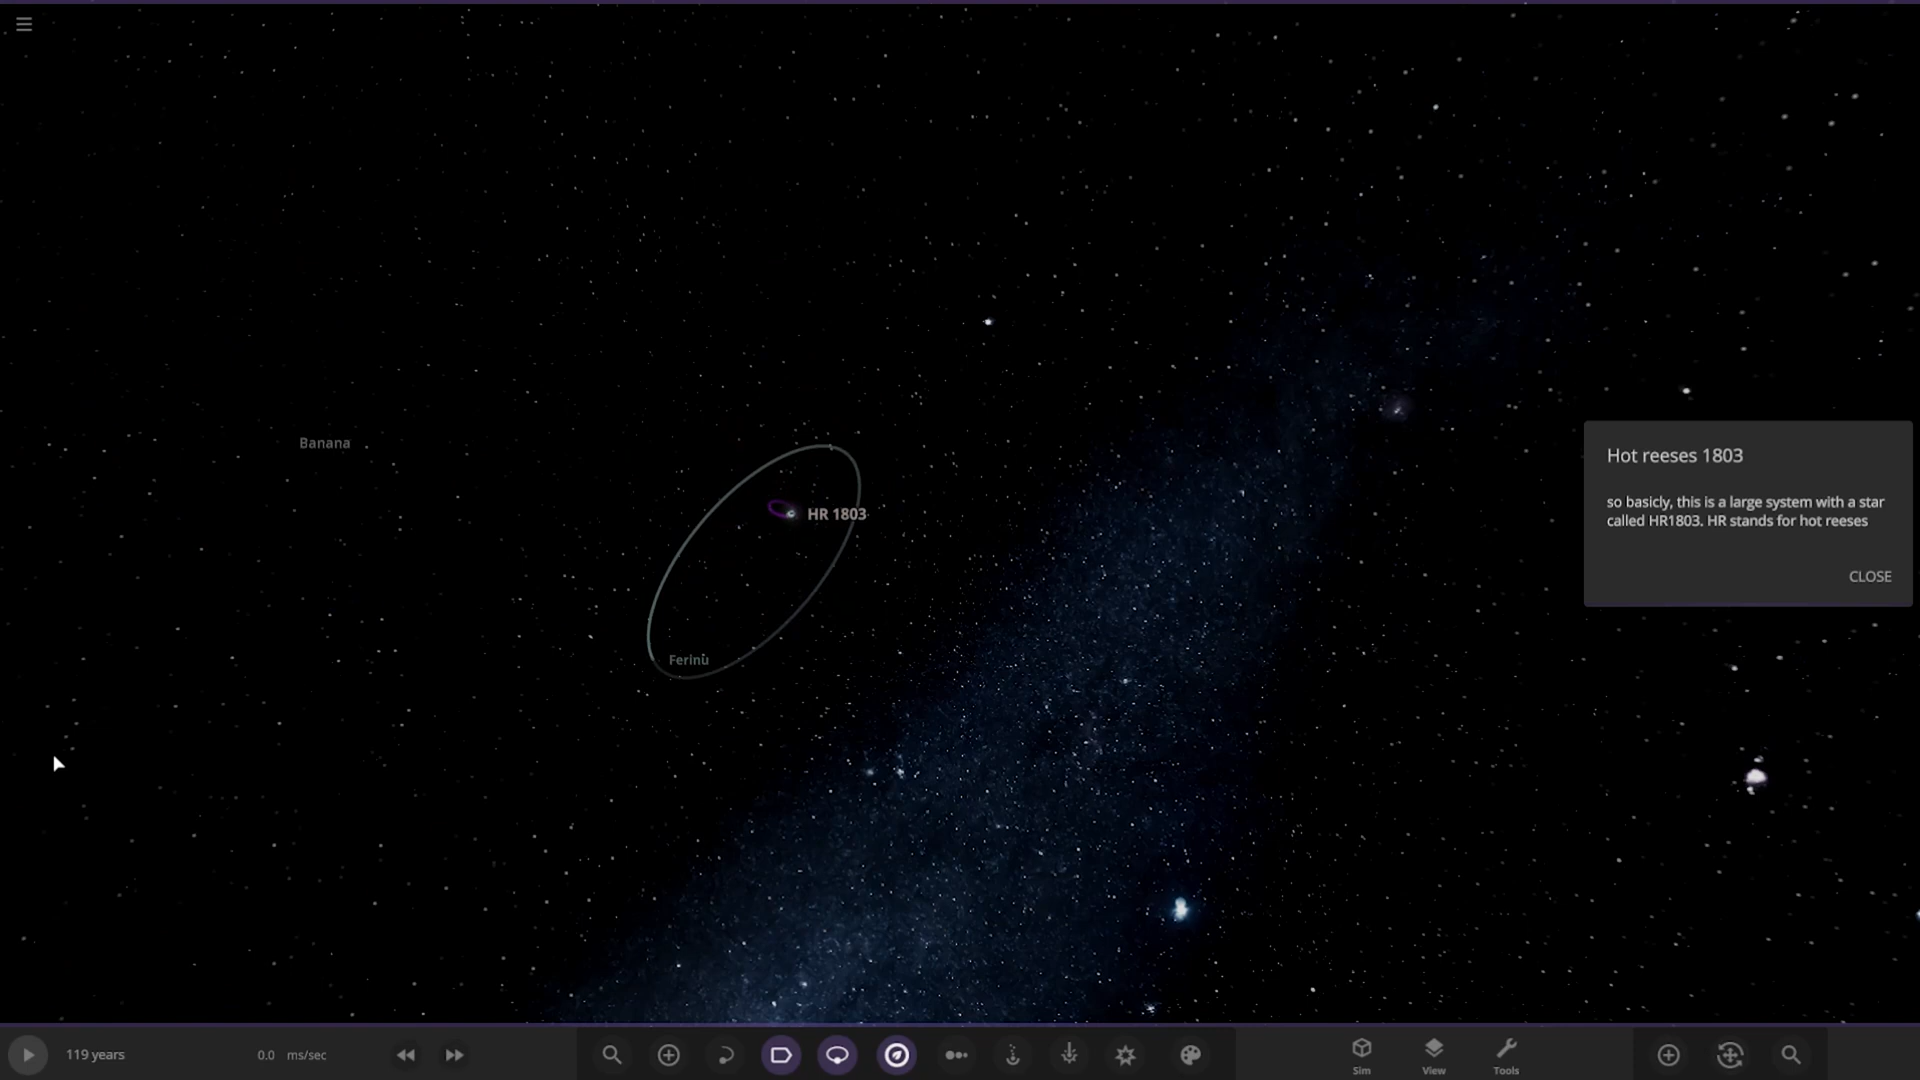 Banana
HR 1803
Ferinu
Hot reeses 1803
so basicly, this is a large system with a star
called HR1803. HR stands for hot reeses
CLOSE
119 years
0.0 ms/sec
Sim
View
Tools